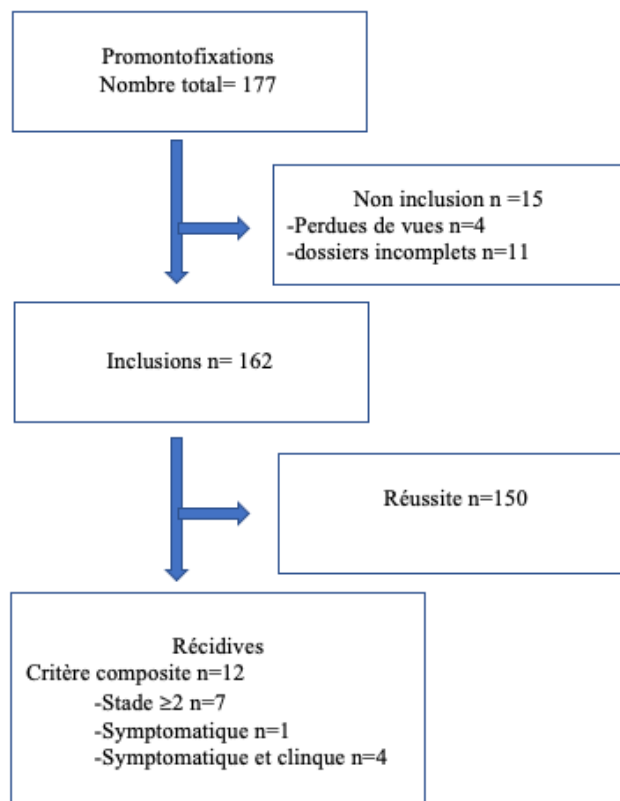 Promontofixations
Nombre total= 177
Non inclusion n =15
-Perdues de vues n=4
-dossiers incomplets n=11
Inclusions n= 162
Réussite n=150
Récidives
Critère composite n=12
-Stade ≥2 n=7
-Symptomatique n=1
-Symptomatique et clinque n=4